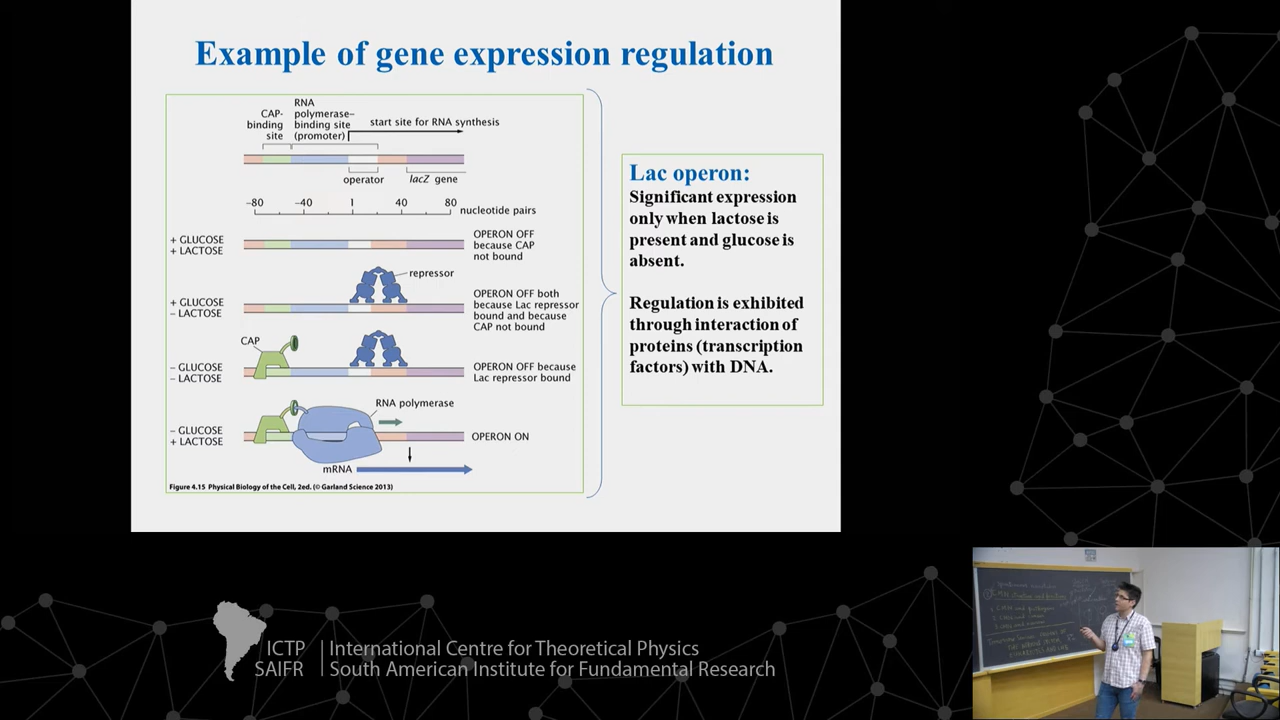 Example of gene expression regulation
RNA
CAP- polymerase-
binding binding site
site (promoter)
start site for RNA synthesis
operator
lacZ gene
−80 −40 1 40 80 nucleotide pairs
+ GLUCOSE
+ LACTOSE
OPERON OFF
because CAP
not bound
repressor
+ GLUCOSE
− LACTOSE
OPERON OFF both
because Lac repressor
bound and because
CAP not bound
CAP
− GLUCOSE
− LACTOSE
OPERON OFF because
Lac repressor bound
RNA polymerase
− GLUCOSE
+ LACTOSE
OPERON ON
mRNA
Figure 4.15 Physical Biology of the Cell, 2ed. (© Garland Science 2013)
Lac operon:
Significant expression
only when lactose is
present and glucose is
absent.
Regulation is exhibited
through interaction of
proteins (transcription
factors) with DNA.
ICTP | International Centre for Theoretical Physics
SAIFR | South American Institute for Fundamental Research